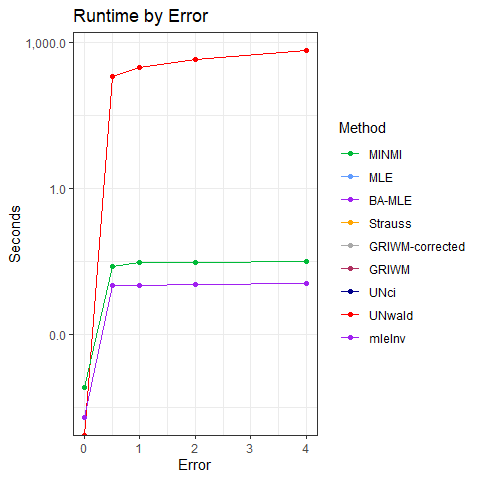 Runtime by Error
1,000.0
1.0
0.0
Seconds
0
1
2
3
4
Error
Method
MINMI
MLE
BA-MLE
Strauss
GRIWM-corrected
GRIWM
UNci
UNwald
mleInv